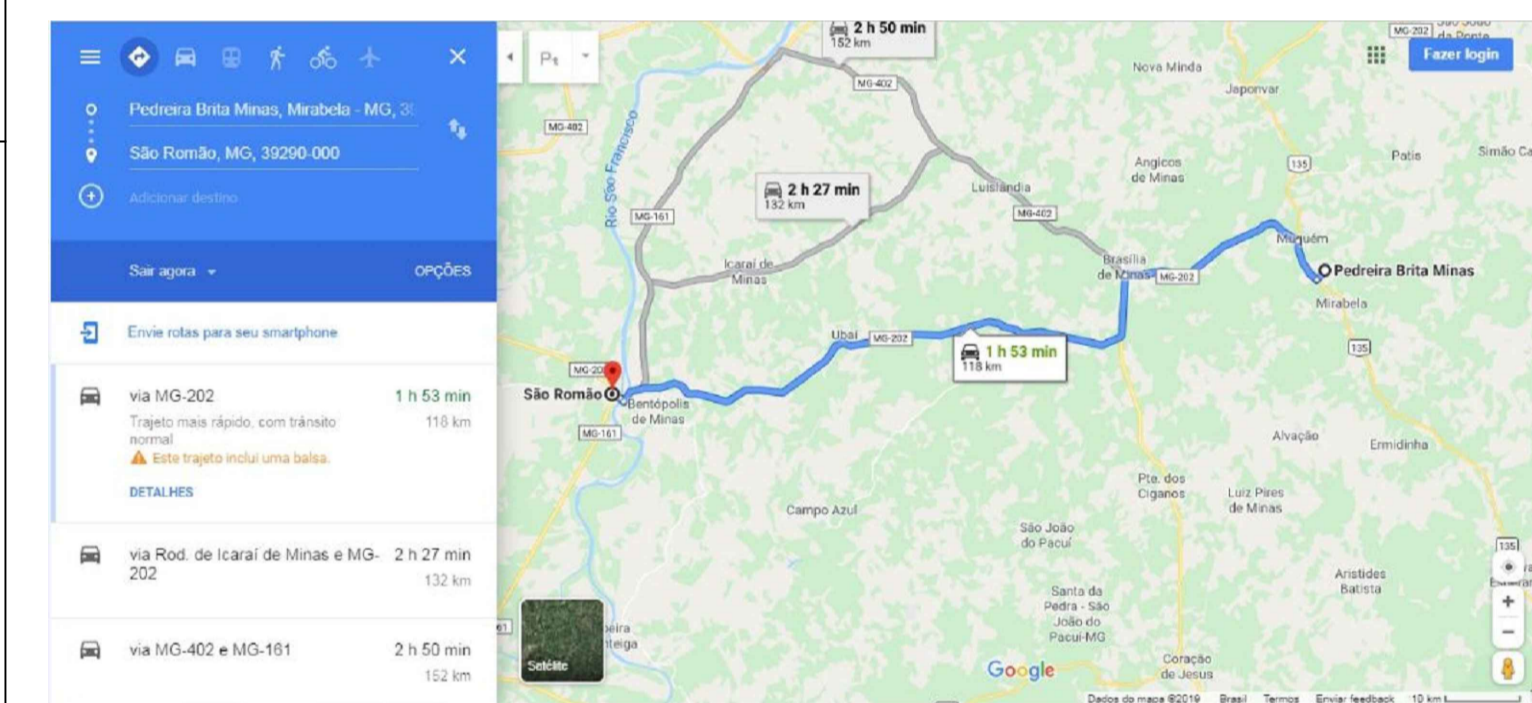 Pedreira Brita Minas, Mirabela - MG,
São Romão, MG, 39290-000
Adicionar destino
Sair agora
OPÇÕES
Envie rotas para seu smartphone
via MG-202
1 h 53 min
Trajeto mais rápido, com trânsito
118 km
normal
Este trajeto inclui uma balsa.
DETALHES
via Rod. de Icaraí de Minas e MG-
2 h 27 min
202
132 km
via MG-402 e MG-161
2 h 50 min
152 km
2 h 50 min
152 km
MG-202
da Ponte
Fazer login
Nova Minda
Japonvar
MG-402
MG-402
Rio São Francisco
Angicos
de Minas
135
Patis
2 h 27 min
132 km
Luislândia
MG-402
MG-161
Muquém
Icaraí de
Minas
Brasília
de Minas
MG-202
Pedreira Brita Minas
Mirabela
Ubaí
MG-202
1 h 53 min
118 km
135
São Romão
Bentópolis
de Minas
MG-161
Alvação
Ermidinha
Pte. dos
Ciganos
Luiz Pires
de Minas
Campo Azul
São João
do Pacuí
135
Aristides
Batista
Santa da
Pedra - São
João do
Pacuí-MG
Satélite
Google
Coração
de Jesus
Dados do mapa ©2019 Brasil Termos Enviar feedback 10 km